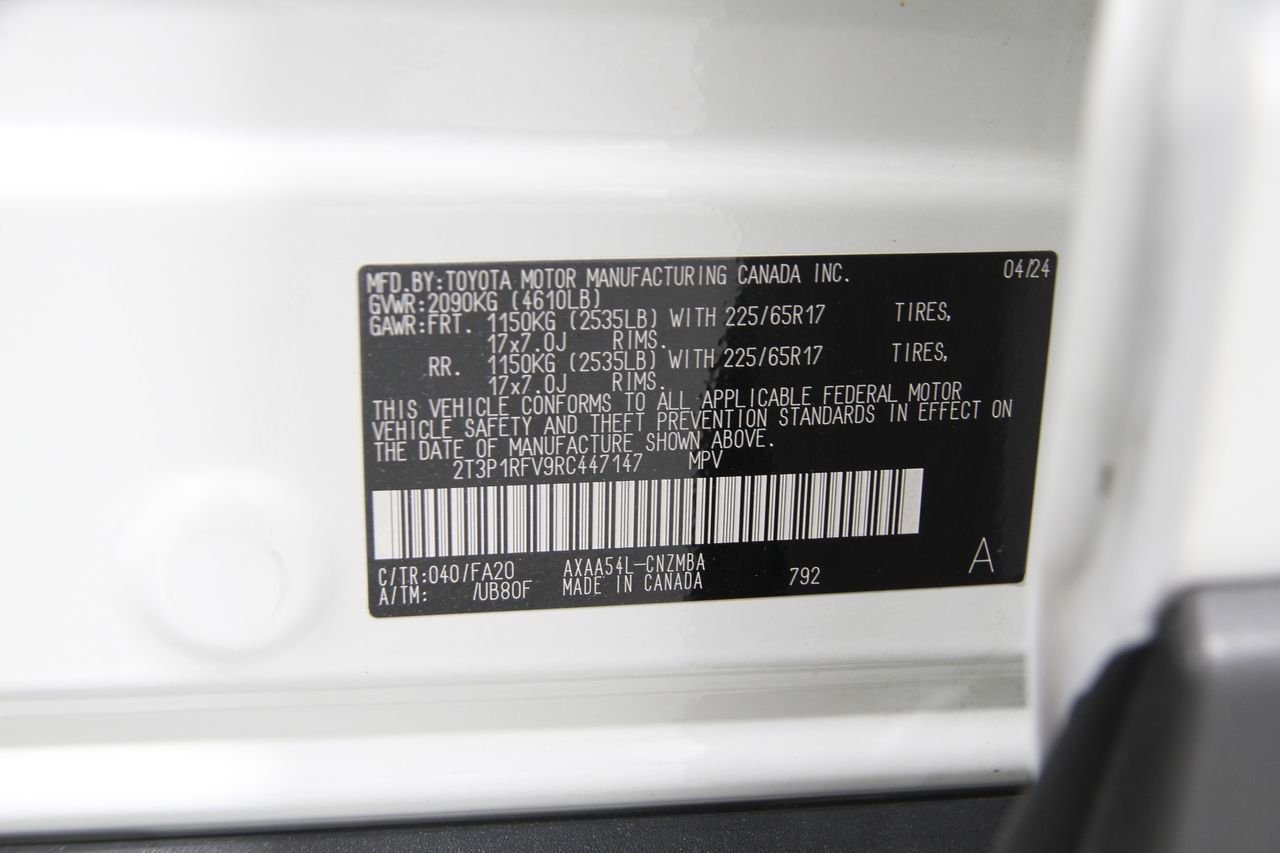 MFD.BY:TOYOTA MOTOR MANUFACTURING CANADA INC. 04/24
GVWR:2090KG (4610LB)
GAWR:FRT. 1150KG (2535LB) WITH 225/65R17 TIRES,
17x7.0J RIMS.
RR. 1150KG (2535LB) WITH 225/65R17 TIRES,
17x7.0J RIMS.
THIS VEHICLE CONFORMS TO ALL APPLICABLE FEDERAL MOTOR
VEHICLE SAFETY AND THEFT PREVENTION STANDARDS IN EFFECT ON
THE DATE OF MANUFACTURE SHOWN ABOVE.
2T3P1RFV9RC447147 MPV
C/TR:040/FA20 AXAA54L-CNZMBA
A/TM: /UB80F MADE IN CANADA 792 A